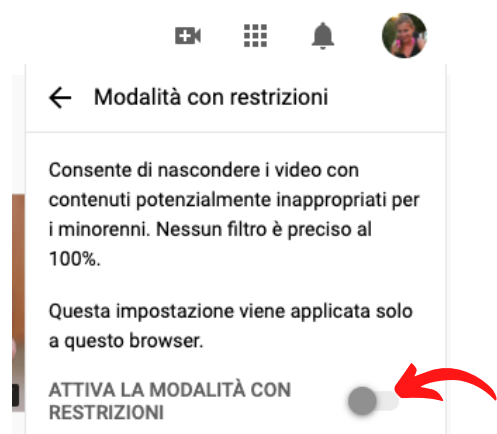 Modalità con restrizioni
Consente di nascondere i video con
contenuti potenzialmente inappropriati per
i minorenni. Nessun filtro è preciso al
100%.
Questa impostazione viene applicata solo
a questo browser.
ATTIVA LA MODALITÀ CON
RESTRIZIONI